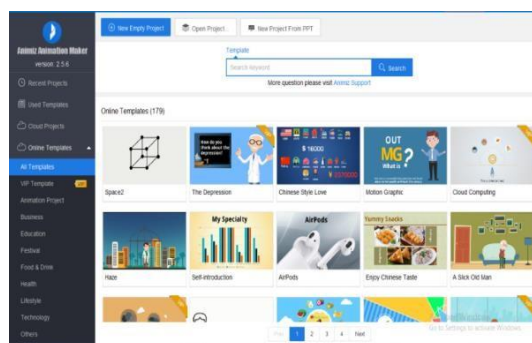 Animiz Animation Maker
version: 2.5.6
Recent Projects
Used Templates
Cloud Projects
Online Templates
All Templates
VIP Template
Animation Project
Business
Education
Festival
Food & Drink
Health
Lifestyle
Technology
Others
New Empty Project
Open Project
New Project From PPT
Template
Search keyword
Search
More question please visit Animiz Support
Online Templates (179)
How do you
think about the
depression?
$ 16000
OUT
MG?
What is
Space2
The Depression
Chinese Style Love
Motion Graphic
Cloud Computing
My Specialty
AirPods
Yummy Snacks
Haze
Self-introduction
AirPods
Enjoy Chinese Taste
A Slick Old Man
Prev
1
2
3
4
Next
Go to Settings to activate Windows.